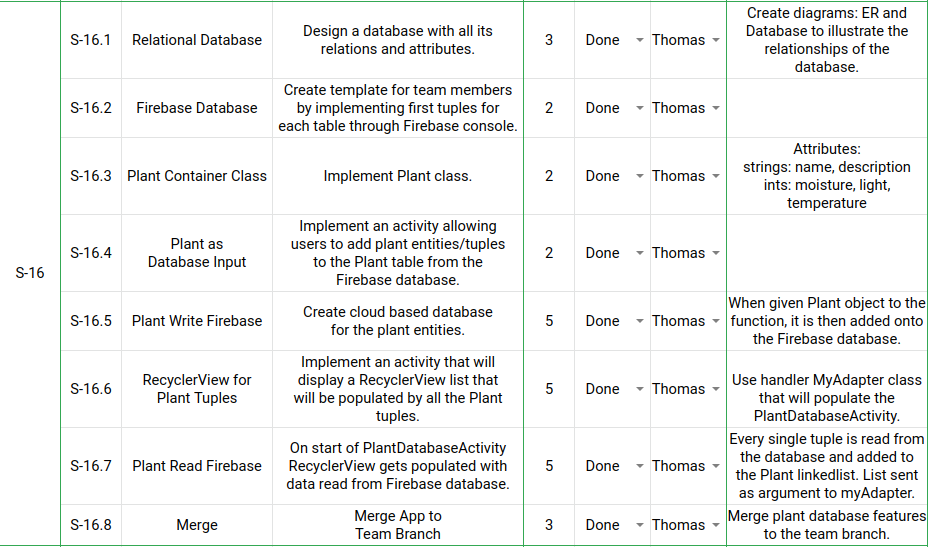 S-16
S-16.1
Relational Database
Design a database with all its
relations and attributes.
3
Done
Thomas
Create diagrams: ER and
Database to illustrate the
relationships of the
database.
S-16.2
Firebase Database
Create template for team members
by implementing first tuples for
each table through Firebase console.
2
Done
Thomas
S-16.3
Plant Container Class
Implement Plant class.
2
Done
Thomas
Attributes:
strings: name, description
ints: moisture, light,
temperature
S-16.4
Plant as
Database Input
Implement an activity allowing
users to add plant entities/tuples
to the Plant table from the
Firebase database.
2
Done
Thomas
S-16.5
Plant Write Firebase
Create cloud based database
for the plant entities.
5
Done
Thomas
When given Plant object to the
function, it is then added onto
the Firebase database.
S-16.6
RecyclerView for
Plant Tuples
Implement an activity that will
display a RecyclerView list that
will be populated by all the Plant
tuples.
5
Done
Thomas
Use handler MyAdapter class
that will populate the
PlantDatabaseActivity.
S-16.7
Plant Read Firebase
On start of PlantDatabaseActivity
RecyclerView gets populated with
data read from Firebase database.
5
Done
Thomas
Every single tuple is read from
the database and added to
the Plant linkedlist. List sent
as argument to myAdapter.
S-16.8
Merge
Merge App to
Team Branch
3
Done
Thomas
Merge plant database features
to the team branch.